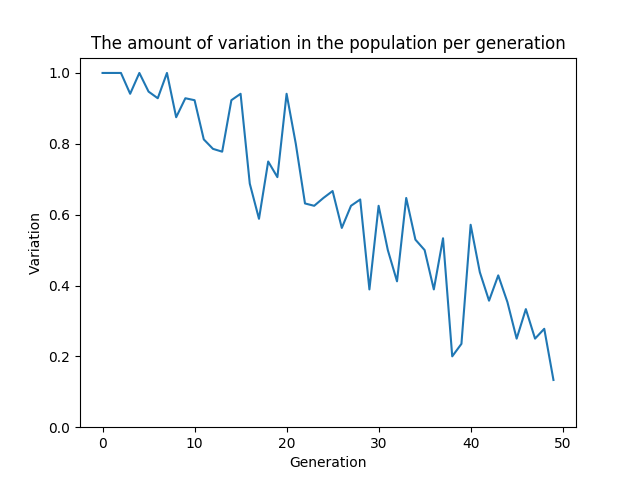 The amount of variation in the population per generation
1.0
0.8
0.6
0.4
0.2
0.0
Variation
0 10 20 30 40 50
Generation